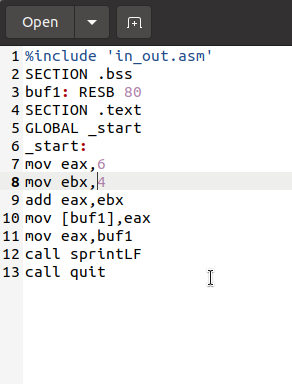 Open
1 %include 'in_out.asm'
2 SECTION .bss
3 buf1: RESB 80
4 SECTION .text
5 GLOBAL _start
6 _start:
7 mov eax,6
8 mov ebx,4
9 add eax,ebx
10 mov [buf1],eax
11 mov eax,buf1
12 call sprintLF
13 call quit